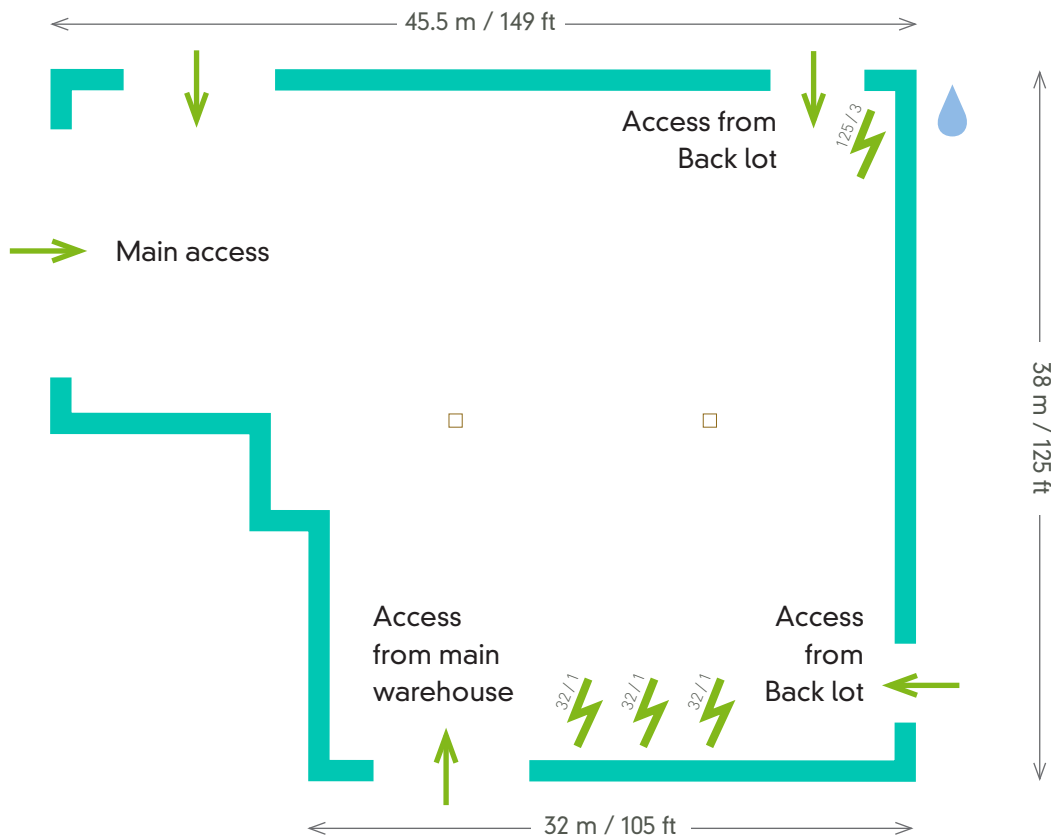 45.5 m / 149 ft
Access from
Back lot
125 / 3
Main access
38 m / 125 ft
Access
from main
warehouse
32 / 1
32 / 1
32 / 1
Access
from
Back lot
32 m / 105 ft